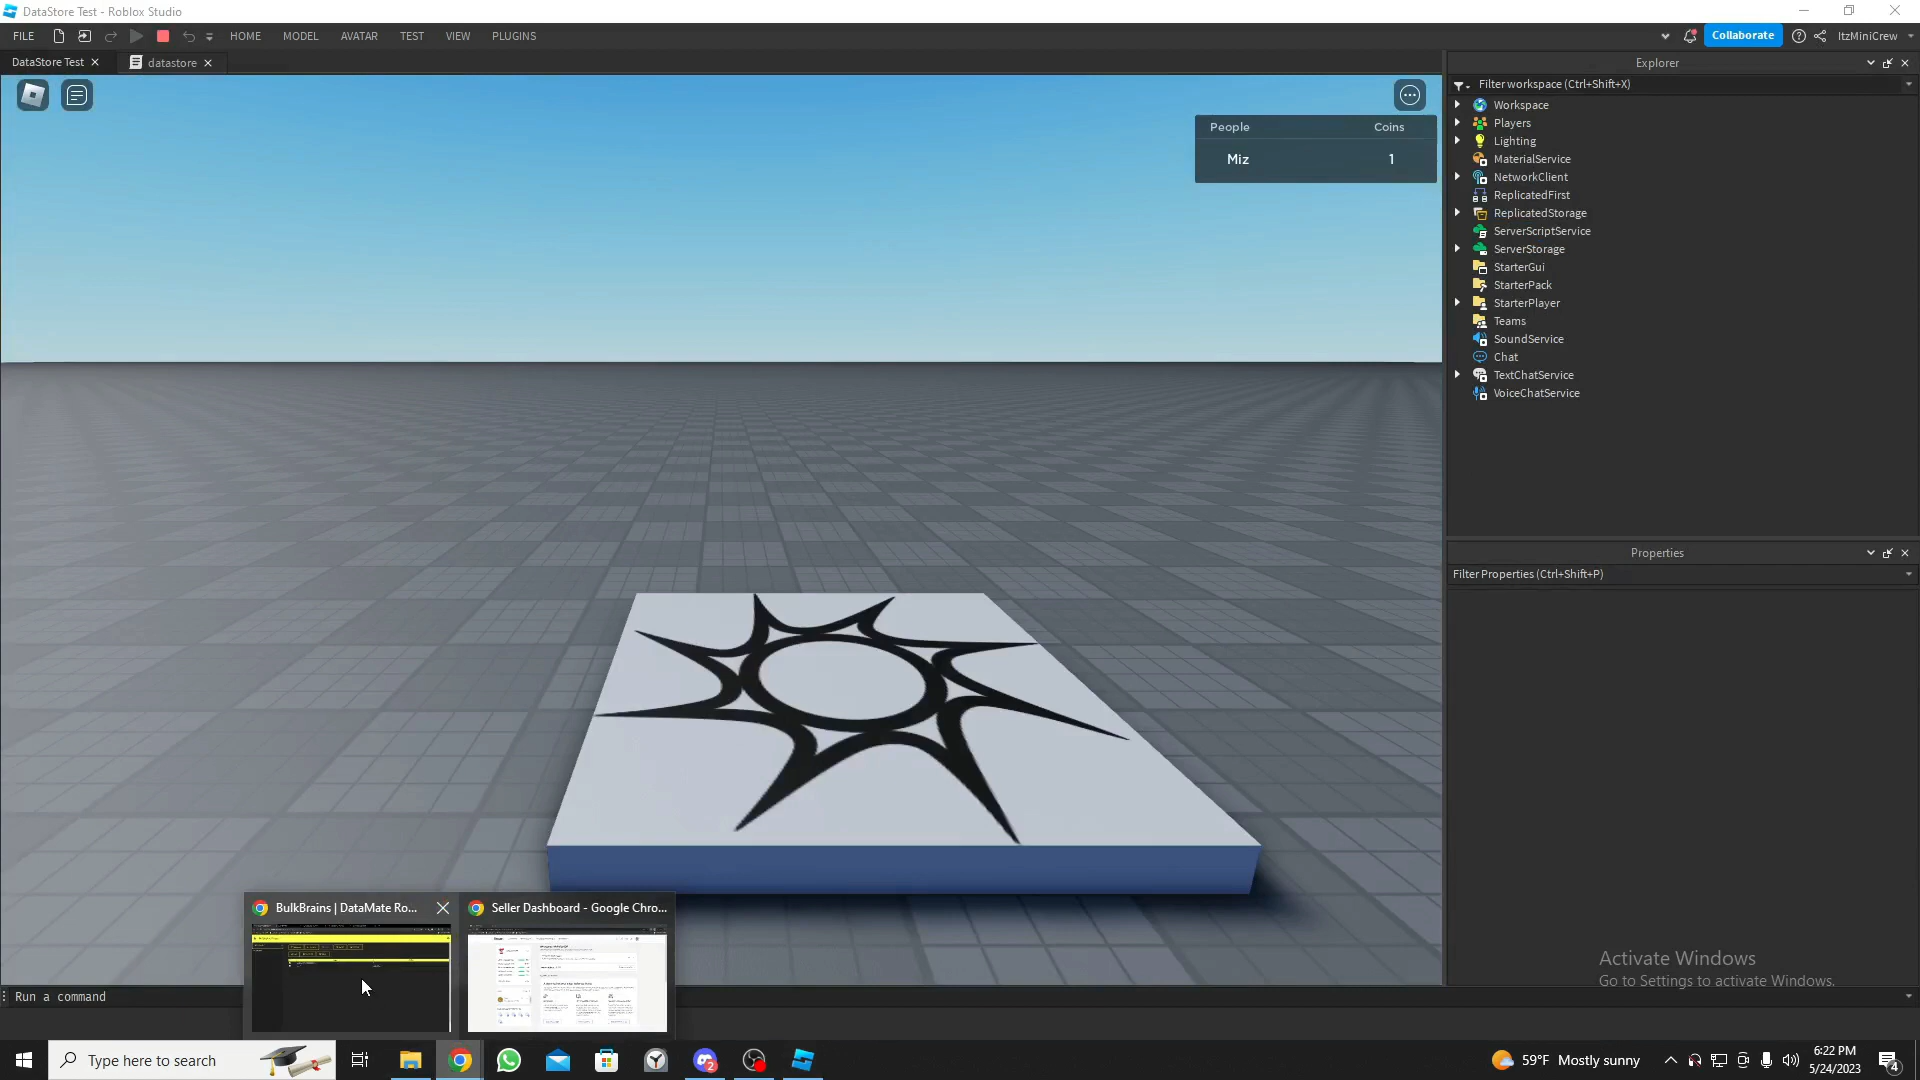 DataStore Test - Roblox Studio
FILE HOME MODEL AVATAR TEST VIEW PLUGINS Collaborate ItzMiniCrew
DataStore Test datastore
Explorer
Filter workspace (Ctrl+Shift+X)
Workspace
Players
Lighting
MaterialService
NetworkClient
ReplicatedFirst
ReplicatedStorage
ServerScriptService
ServerStorage
StarterGui
StarterPack
StarterPlayer
Teams
SoundService
Chat
TextChatService
VoiceChatService
People Coins
Miz 1
Properties
Filter Properties (Ctrl+Shift+P)
BulkBrains | DataMate Ro... Seller Dashboard - Google Chro...
Activate Windows
Go to Settings to activate Windows.
Run a command
Type here to search
2
59°F Mostly sunny
6:22 PM
5/24/2023
4